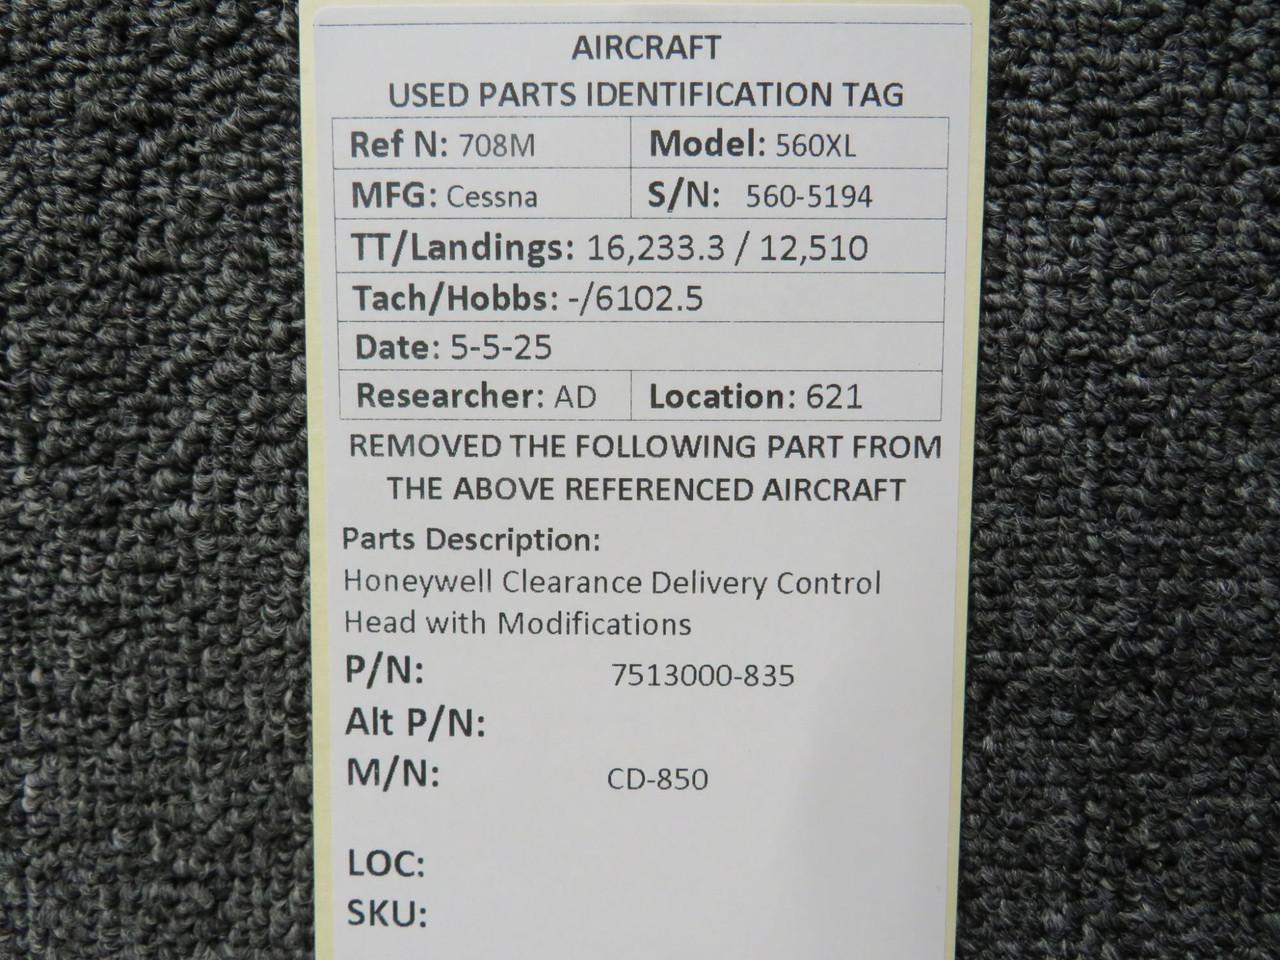 AIRCRAFT
USED PARTS IDENTIFICATION TAG
Ref N: 708M Model: 560XL
MFG: Cessna S/N: 560-5194
TT/Landings: 16,233.3 / 12,510
Tach/Hobbs: -/6102.5
Date: 5-5-25
Researcher: AD Location: 621
REMOVED THE FOLLOWING PART FROM
THE ABOVE REFERENCED AIRCRAFT
Parts Description:
Honeywell Clearance Delivery Control
Head with Modifications
P/N: 7513000-835
Alt P/N:
M/N: CD-850
LOC:
SKU: